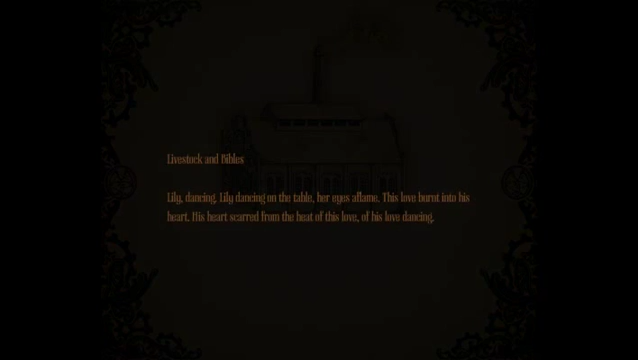 Livestock and Bibles
Lily, dancing. Lily dancing on the table, her eyes aflame. This love burnt into his
heart. His heart scarred from the heat of this love, of his love dancing.